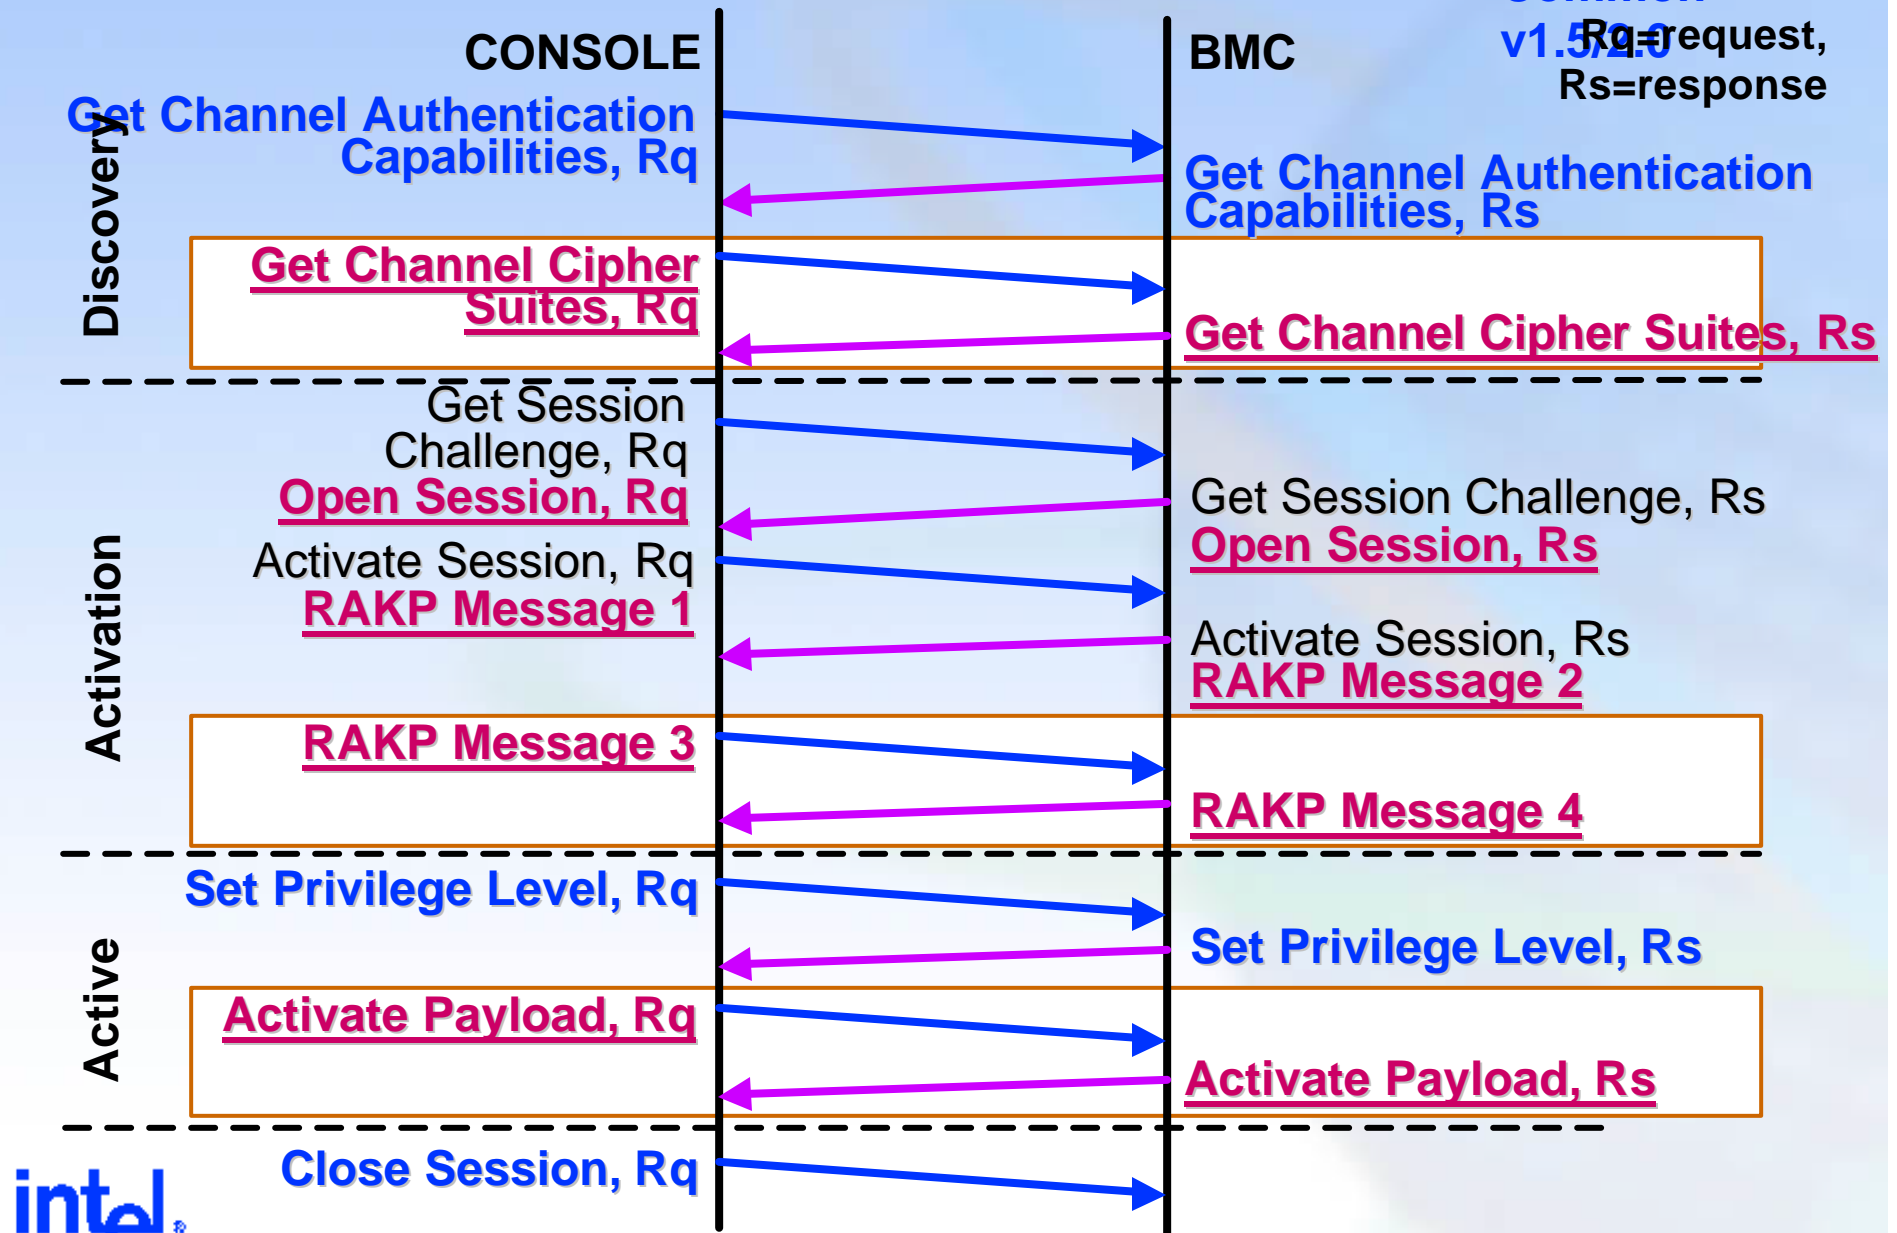 CONSOLE
BMC
v1.5/2.0
Rq=request,
Rs=response
Discovery
Get Channel Authentication
Capabilities, Rq
Get Channel Authentication
Capabilities, Rs
Get Channel Cipher
Suites, Rq
Get Channel Cipher Suites, Rs
Activation
Get Session
Challenge, Rq
Open Session, Rq
Get Session Challenge, Rs
Open Session, Rs
Activate Session, Rq
RAKP Message 1
Activate Session, Rs
RAKP Message 2
RAKP Message 3
RAKP Message 4
Active
Set Privilege Level, Rq
Set Privilege Level, Rs
Activate Payload, Rq
Activate Payload, Rs
Close Session, Rq
intel®